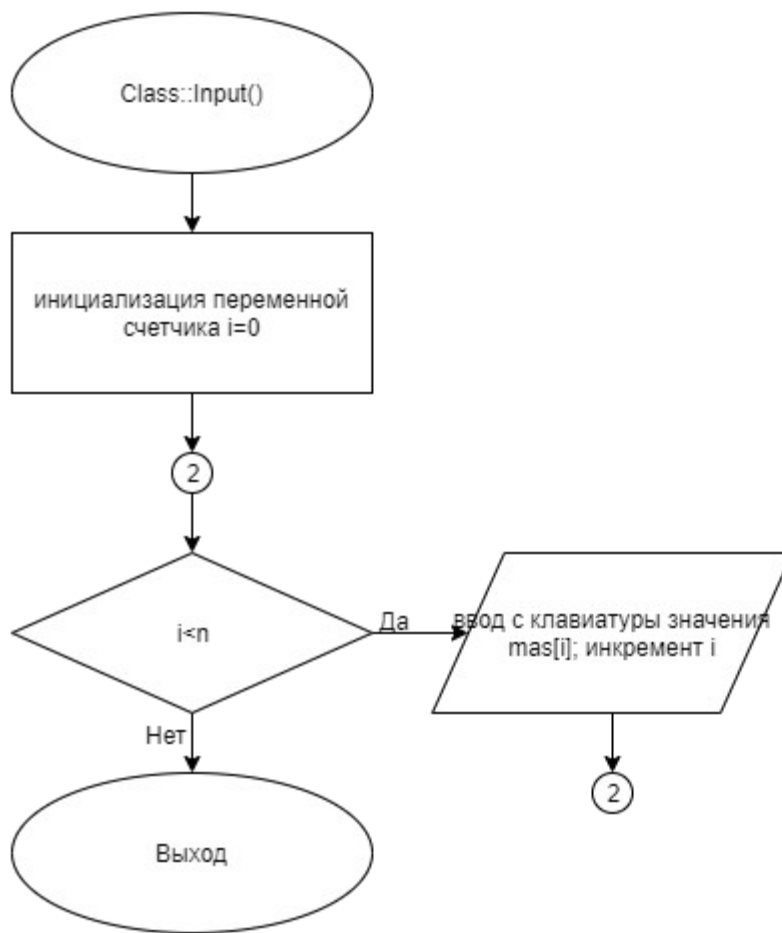 Class::Input()
инициализация переменной
счетчика i=0
2
i<n
Да
ввод с клавиатуры значения
mas[i]; инкремент i
Нет
2
Выход